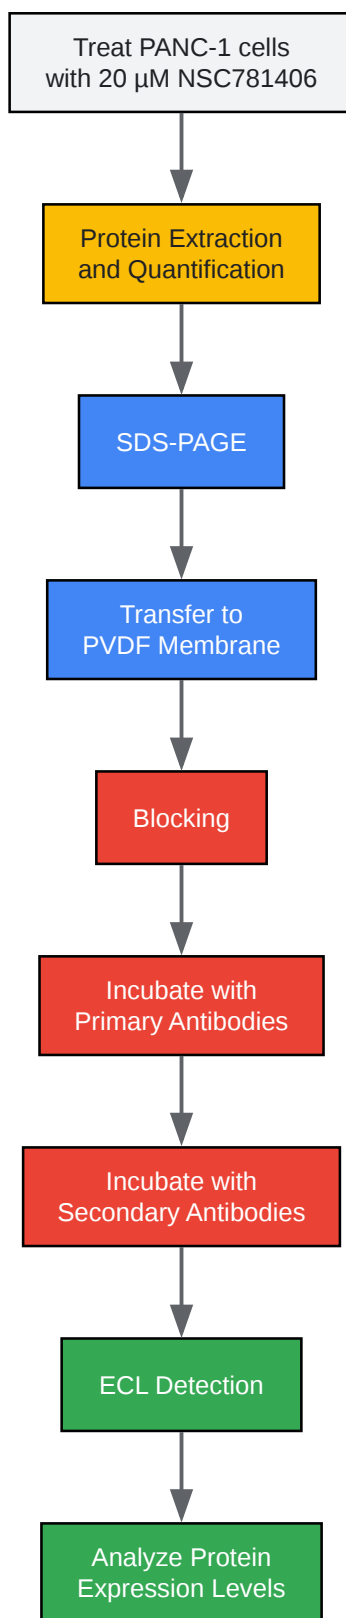 Treat PANC-1 cells
with 20 µM NSC781406
Protein Extraction
and Quantification
SDS-PAGE
Transfer to
PVDF Membrane
Blocking
Incubate with
Primary Antibodies
Incubate with
Secondary Antibodies
ECL Detection
Analyze Protein
Expression Levels